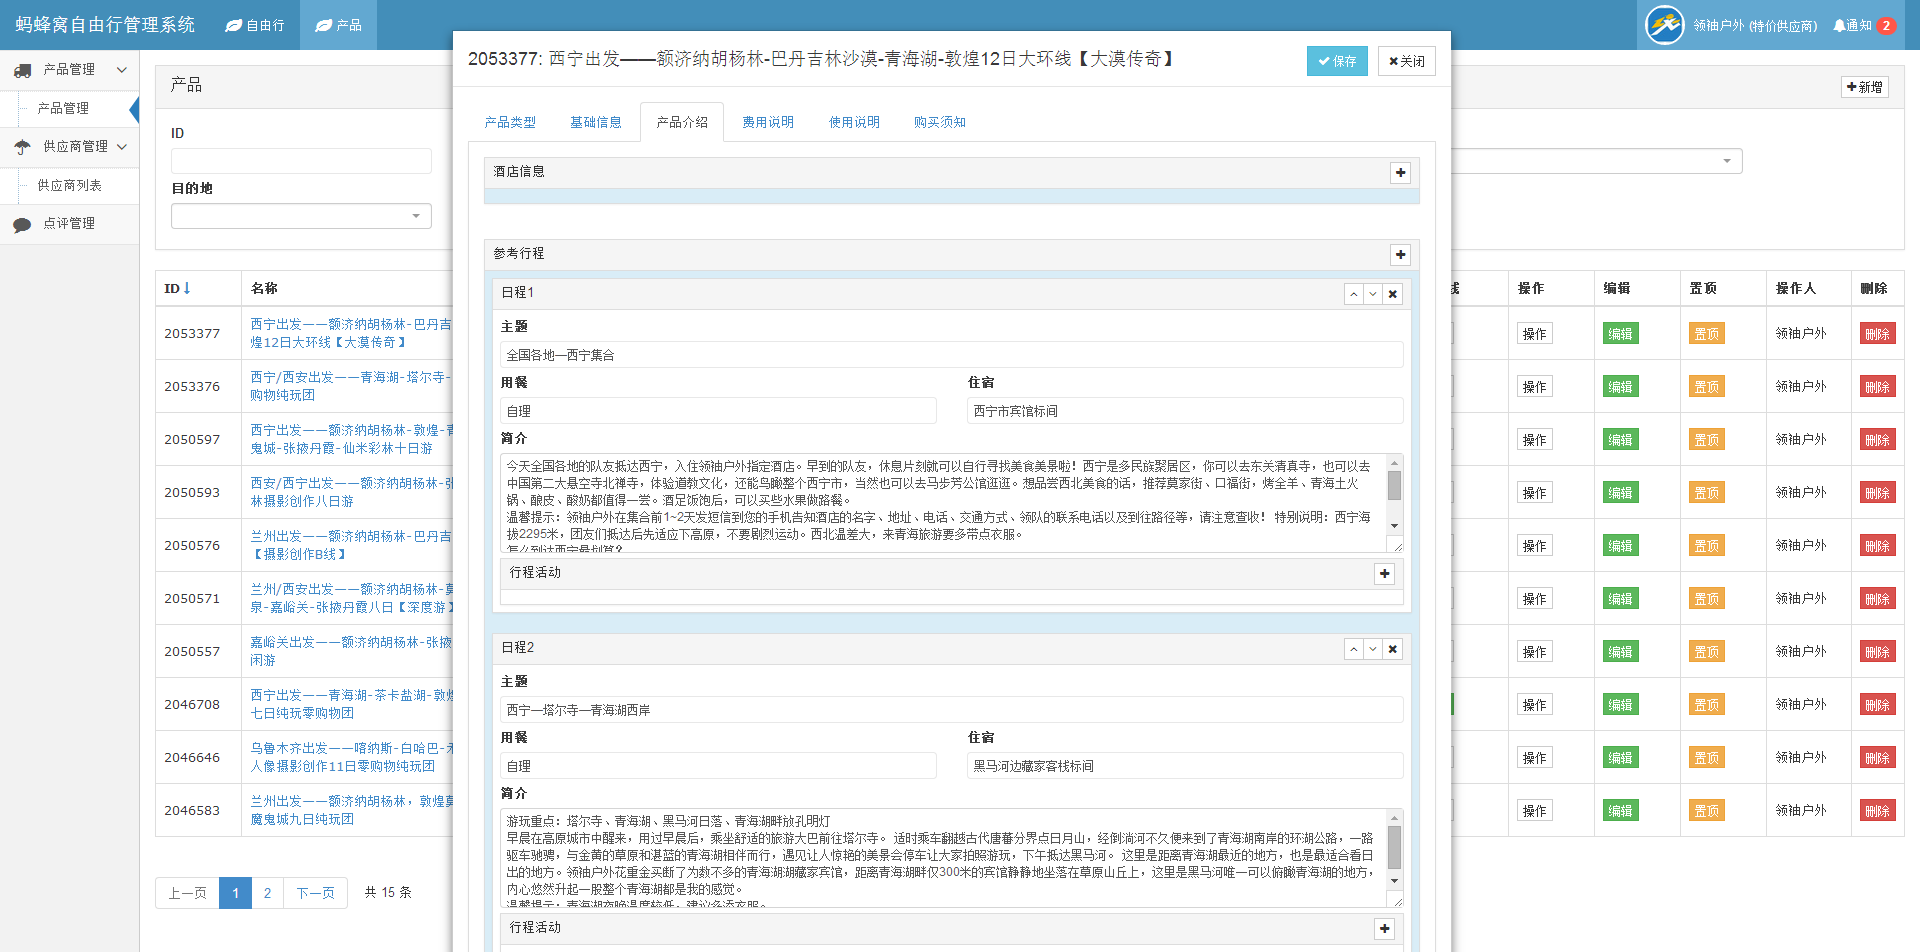 蚂蜂窝自由行管理系统
自由行
产品
领袖户外 (特价供应商)
通知
2
产品管理
产品管理
供应商管理
供应商列表
点评管理
产品
新增
ID
目的地
ID
名称
操作
编辑
置顶
操作人
删除
2053377
西宁出发——额济纳胡杨林-巴丹吉
煌12日大环线【大漠传奇】
操作
编辑
置顶
领袖户外
删除
2053376
西宁/西安出发——青海湖-塔尔寺-
购物纯玩团
操作
编辑
置顶
领袖户外
删除
2050597
西宁出发——额济纳胡杨林-敦煌-青
鬼城-张掖丹霞-仙米彩林十日游
操作
编辑
置顶
领袖户外
删除
2050593
西安/西宁出发——额济纳胡杨林-张
林摄影创作八日游
操作
编辑
置顶
领袖户外
删除
2050576
兰州出发——额济纳胡杨林-巴丹吉
【摄影创作B线】
操作
编辑
置顶
领袖户外
删除
2050571
兰州/西安出发——额济纳胡杨林-
泉-嘉峪关-张掖丹霞八日【深度游】
操作
编辑
置顶
领袖户外
删除
2050557
嘉峪关出发——额济纳胡杨林-张掖
闲游
操作
编辑
置顶
领袖户外
删除
2046708
西宁出发——青海湖-茶卡盐湖-敦煌
七日纯玩零购物团
操作
编辑
置顶
领袖户外
删除
2046646
乌鲁木齐出发——喀纳斯-白哈巴-禾
人像摄影创作11日零购物纯玩团
操作
编辑
置顶
领袖户外
删除
2046583
兰州出发——额济纳胡杨林，敦煌莫
魔鬼城九日纯玩团
操作
编辑
置顶
领袖户外
删除
上一页
1
2
下一页
共 15 条
2053377: 西宁出发——额济纳胡杨林-巴丹吉林沙漠-青海湖-敦煌12日大环线【大漠传奇】
保存
关闭
产品类型
基础信息
产品介绍
费用说明
使用说明
购买须知
酒店信息
参考行程
日程1
主题
全国各地—西宁集合
用餐
住宿
自理
西宁市宾馆标间
简介
今天全国各地的队友抵达西宁，入住领袖户外指定酒店。早到的队友，休息片刻就可以自行寻找美食美景啦！西宁是多民族聚居区，你可以去东关清真寺，也可以去
中国第二大悬空寺北禅寺，体验道教文化，还能鸟瞰整个西宁市，当然也可以去马步芳公馆逛逛。想品尝西北美食的话，推荐莫家街、口福街，烤全羊、青海土火
锅、酿皮、酸奶都值得一尝。酒足饭饱后，可以买些水果做路餐。
温馨提示：领袖户外在集合前1~2天发短信到您的手机告知酒店的名字、地址、电话、交通方式、领队的联系电话以及到往路径等，请注意查收！ 特别说明：西宁海
拔2295米，团友们抵达后先适应下高原，不要剧烈运动。西北温差大，来青海旅游要多带点衣服。
怎么到达西宁最划算？
行程活动
日程2
主题
西宁—塔尔寺—青海湖西岸
用餐
住宿
自理
黑马河边藏家客栈标间
简介
游玩重点：塔尔寺、青海湖、黑马河日落、青海湖畔放孔明灯
早晨在高原城市中醒来，用过早晨后，乘坐舒适的旅游大巴前往塔尔寺。 适时乘车翻越古代唐蕃分界点日月山，经倒淌河不久便来到了青海湖南岸的环湖公路，一路
驱车驰骋，与金黄的草原和湛蓝的青海湖相伴而行，遇见让人惊艳的美景会停车让大家拍照游玩，下午抵达黑马河。 这里是距离青海湖最近的地方，也是最适合看日
出的地方。领袖户外花重金买断了为数不多的青海湖湖藏家宾馆，距离青海湖畔仅300米的宾馆静静地坐落在草原山丘上，这里是黑马河唯一可以俯瞰青海湖的地方，
内心悠然升起一股整个青海湖都是我的感觉。
温馨提示：青海湖夜晚温度较低，建议多添衣服。
行程活动